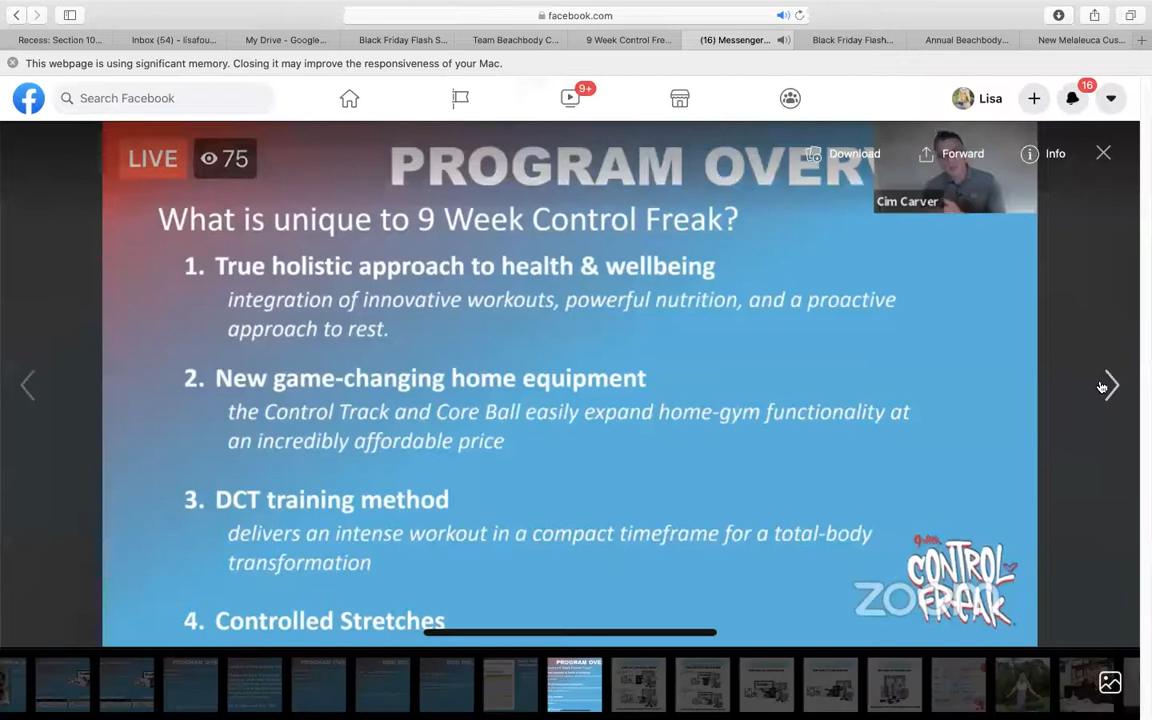 facebook.com
Recess: Section 10...
Inbox (54) - lisafou...
My Drive - Google...
Black Friday Flash S...
Team Beachbody C...
9 Week Control Fre...
(16) Messenger...
Black Friday Flash...
Annual Beachbody...
New Melaleuca Cus...
This webpage is using significant memory. Closing it may improve the responsiveness of your Mac.
Search Facebook
9+
Lisa
16
LIVE 75
PROGRAM OVER
Download
Forward
Info
Cim Carver
What is unique to 9 Week Control Freak?
1. True holistic approach to health & wellbeing
integration of innovative workouts, powerful nutrition, and a proactive
approach to rest.
2. New game-changing home equipment
the Control Track and Core Ball easily expand home-gym functionality at
an incredibly affordable price
3. DCT training method
delivers an intense workout in a compact timeframe for a total-body
transformation
4. Controlled Stretches
CONTROL
FREAK
PROGRAM OVE